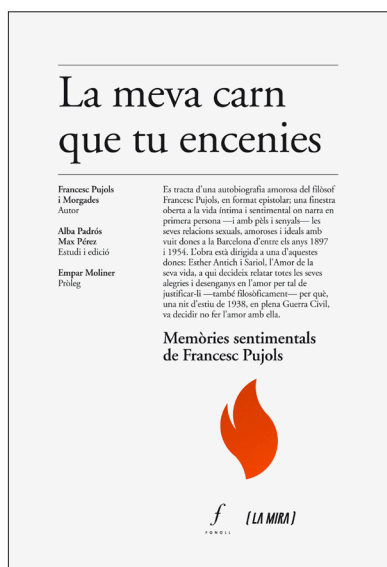 La meva carn
que tu encenies
Francesc Pujols
i Morgades
Autor
Alba Padrós
Max Pérez
Estudi i edició
Empar Moliner
Pròleg
Es tracta d'una autobiografia amorosa del filòsof
Francesc Pujols, en format epistolar; una finestra
oberta a la vida íntima i sentimental on narra en
primera persona —i amb pèls i senyals— les
seves relacions sexuals, amoroses i ideals amb
vuit dones a la Barcelona d'entre els anys 1897
i 1954. L'obra està dirigida a una d'aquestes
dones: Esther Antich i Sariol, l'Amor de la
seva vida, a qui decideix relatar totes les seves
alegries i desenganys en l'amor per tal de
justificar-li —també filosòficament— per què,
una nit d'estiu de 1938, en plena Guerra Civil,
va decidir no fer l'amor amb ella.
Memòries sentimentals
de Francesc Pujols
f
FONOLL
[ LA MIRA ]